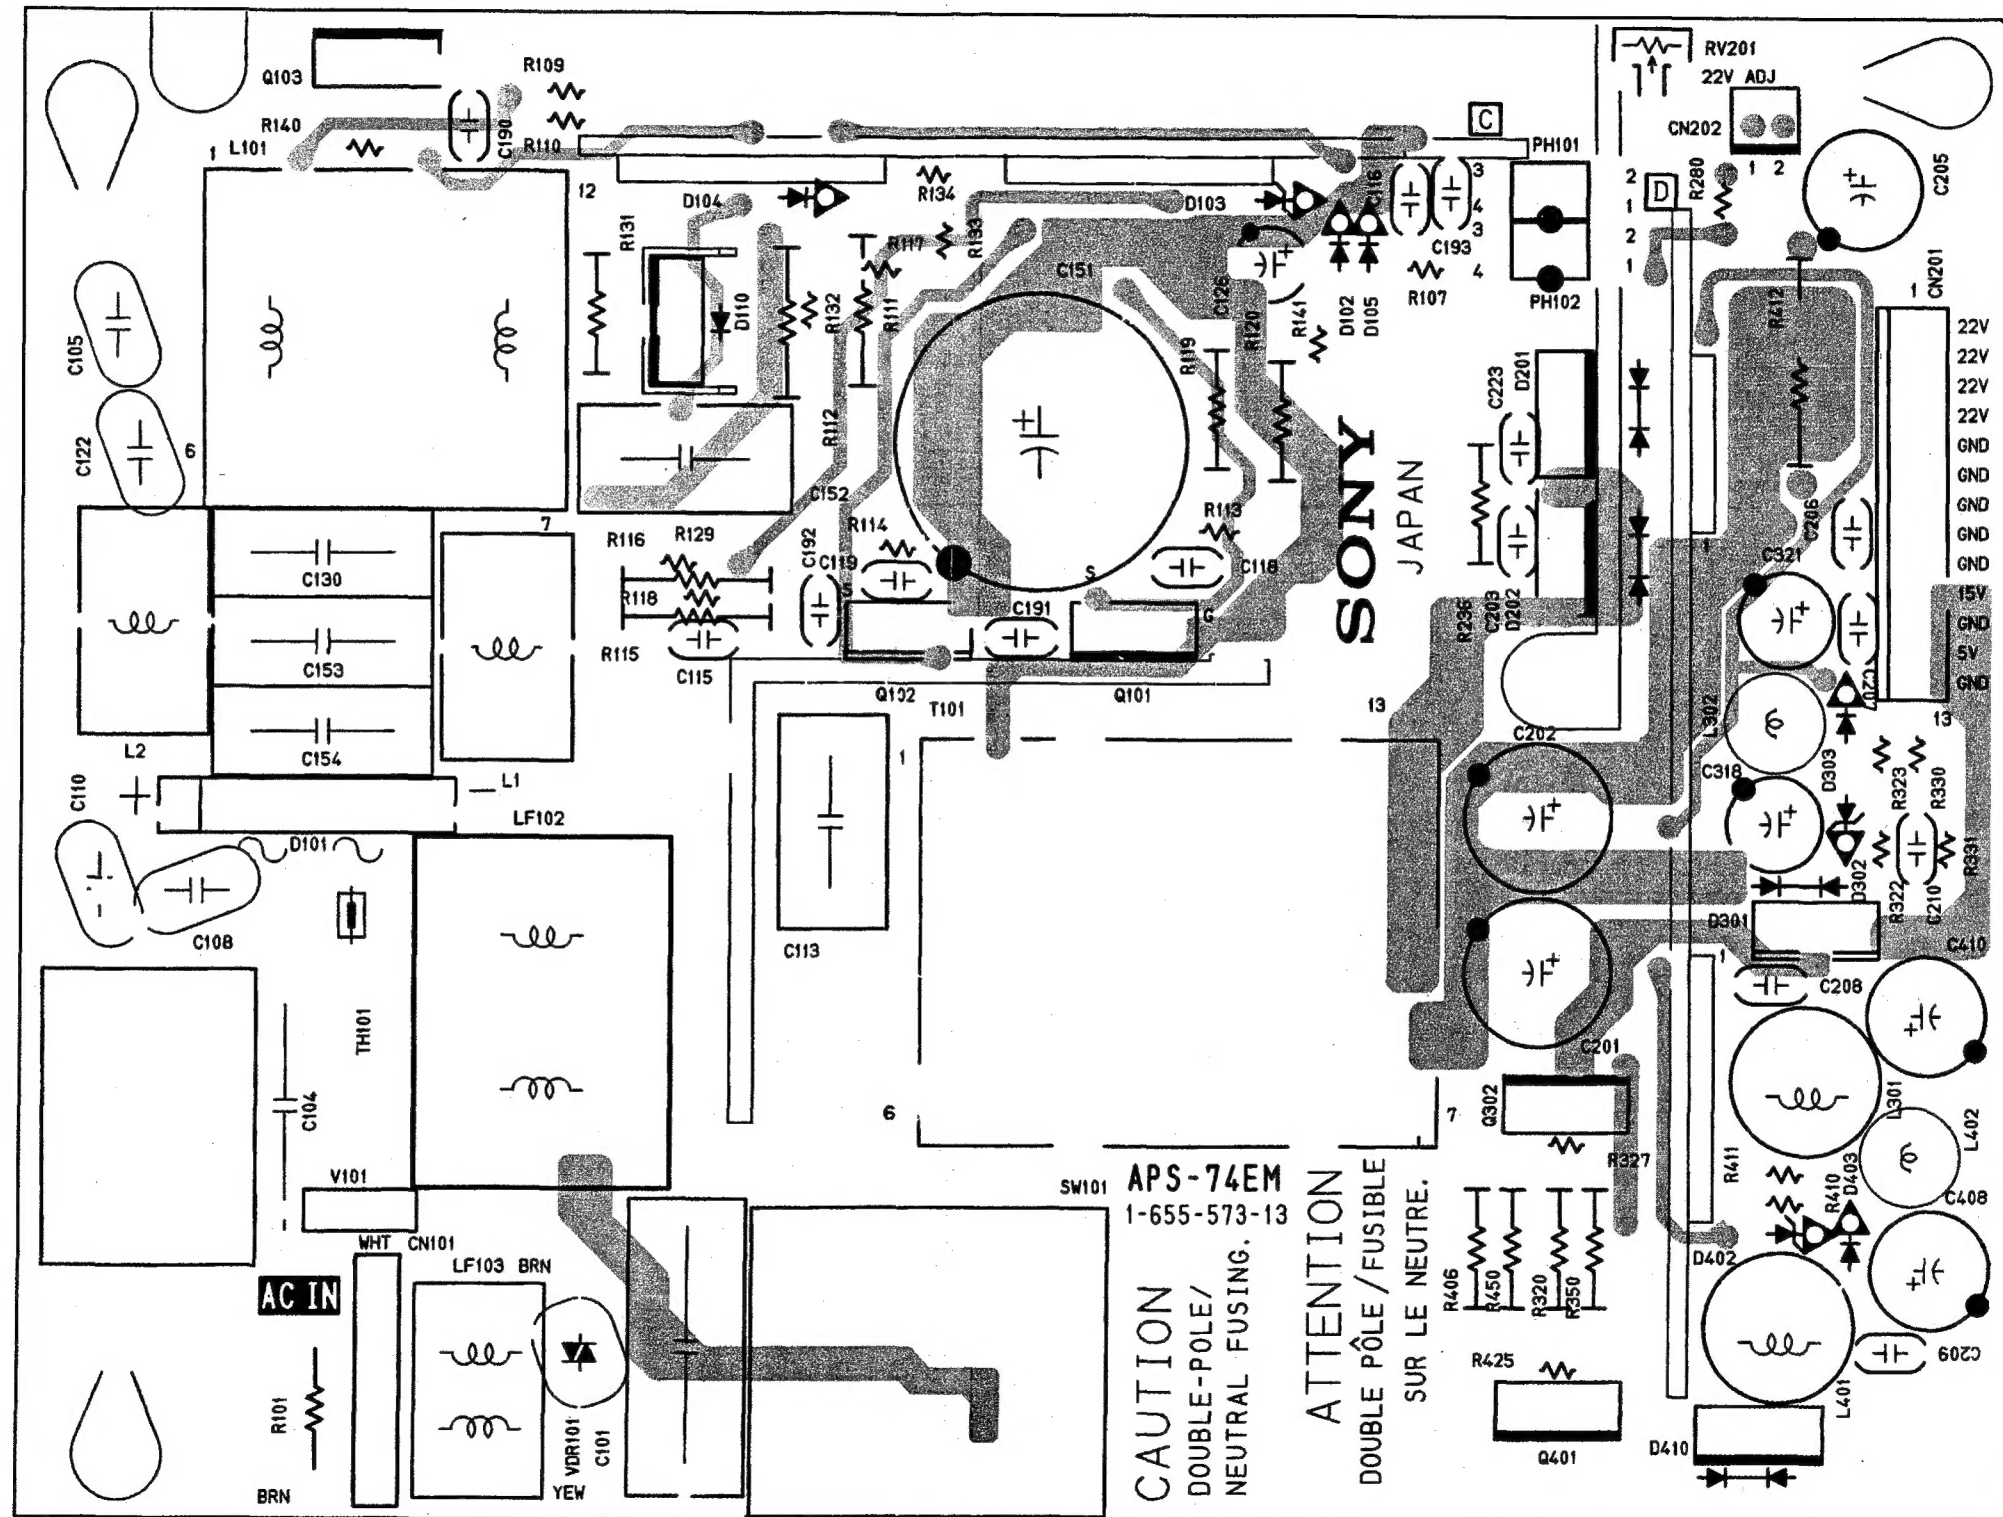 Q103
R109
R140
C190
R110
L101
1
12
C
PH101
RV201
22V ADJ
CN202
1 2
R280
C205
D
2
1
2
1
3
4
3
4
R131
D104
R134
D103
C116
C193
R117
R133
C151
C126
R120
R141
D102
D105
R107
PH102
D110
R132
R111
R119
R412
1
CN201
22V
22V
22V
22V
GND
GND
GND
GND
GND
15V
GND
5V
GND
13
C105
C122
6
R112
C152
SONY
JAPAN
C223
D201
7
R116
R129
C192
R114
C119
R113
C118
S
S
G
C191
C206
C321
1
C130
R118
R115
C115
C153
Q102
T101
Q101
13
R236
C203
D202
C207
L302
L2
C154
L1
1
C202
C318
D303
R323
R330
C110
LF102
D101
D302
R331
R322
C210
C108
C113
D301
C410
1
C208
TH101
C104
C201
L301
6
7
Q302
L402
V101
SW101
APS-74EM
1-655-573-13
R327
R411
R410
D403
C408
WHT
CN101
LF103
BRN
AC IN
D402
R406
R450
R320
R350
CAUTION
DOUBLE-POLE/
NEUTRAL FUSING.
ATTENTION
DOUBLE PÔLE/FUSIBLE
SUR LE NEUTRE.
R101
VDR101
C101
R425
C209
L401
BRN
YEW
Q401
D410